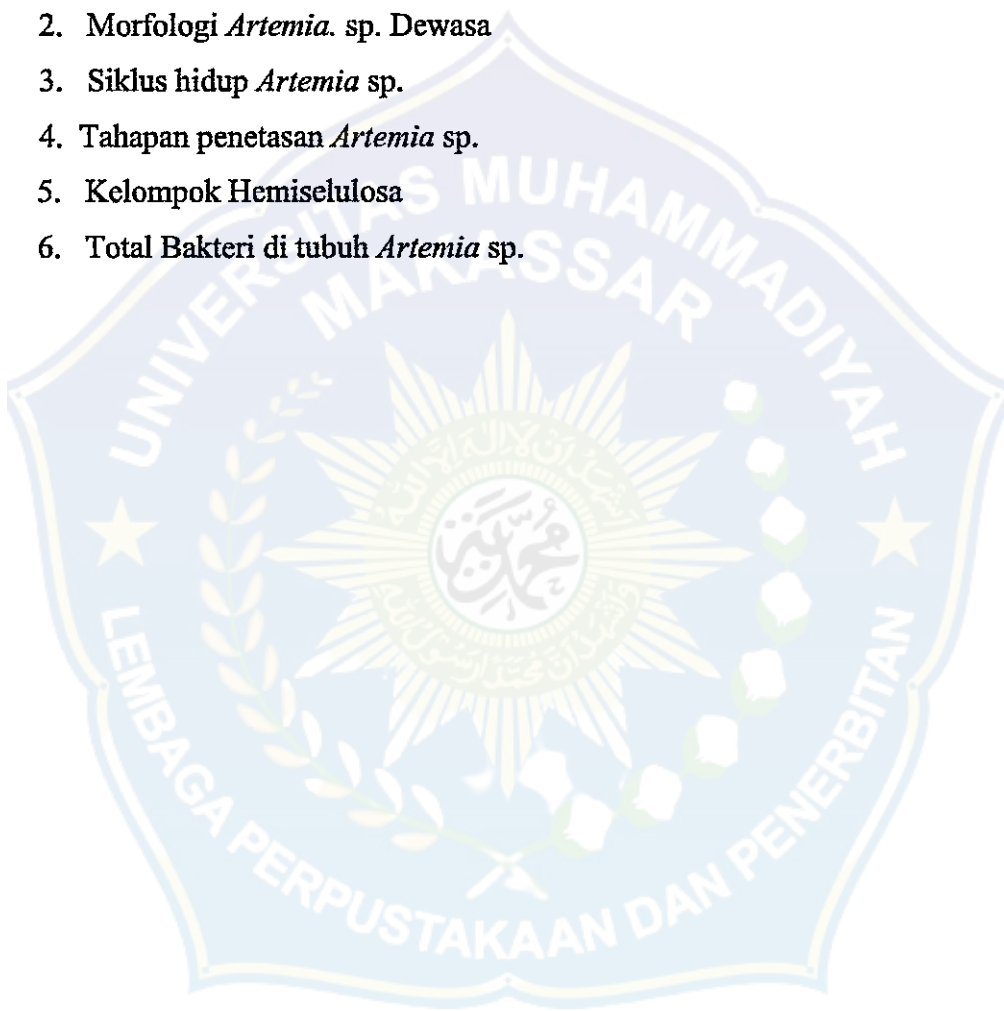 2. Morfologi Artemia. sp. Dewasa
3. Siklus hidup Artemia sp.
4. Tahapan penetasan Artemia sp.
5. Kelompok Hemiselulosa
6. Total Bakteri di tubuh Artemia sp.
UNIVERSITAS MUHAMMADIYAH
MAKASSAR
LEMBAGA PERPUSTAKAAN DAN PENERBITAN